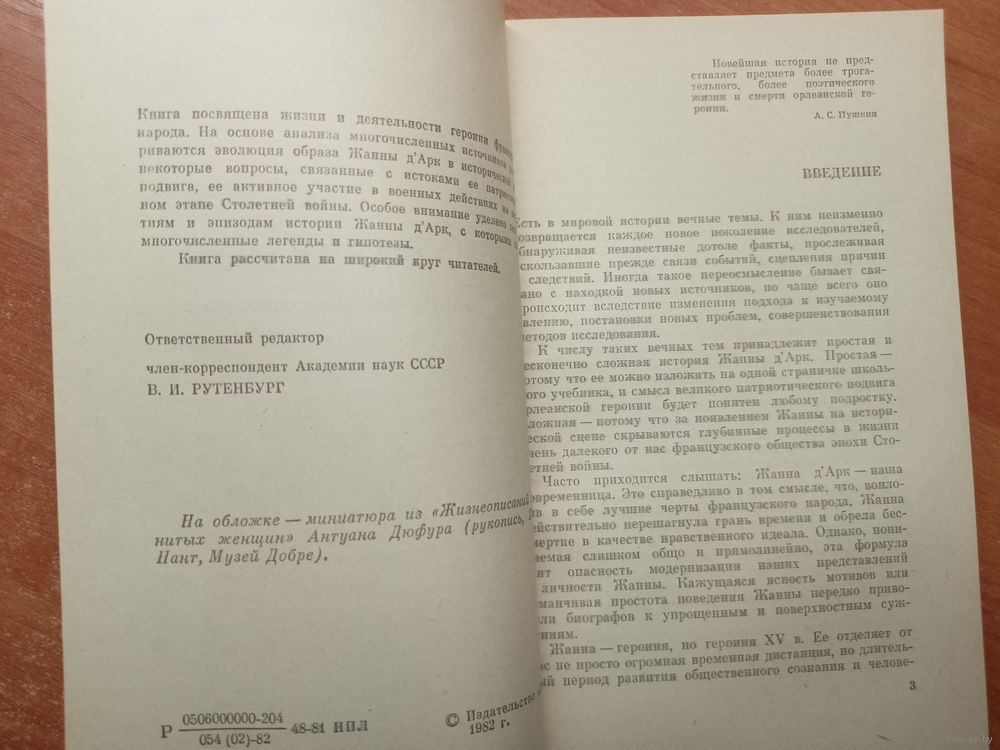 Книга посвящена жизни и деятельности героини
народа. На основе анализа многочисленных источников
риваются эволюция образа Жанны д'Арк в исторической
некоторые вопросы, связанные с истоками ее
подвига, ее активное участие в военных действиях на
ном этапе Столетней войны. Особое внимание уделено
тиям и эпизодам истории Жанны д'Арк, с которыми
многочисленные легенды и гипотезы.
Книга рассчитана на широкий круг читателей.
Ответственный редактор
член-корреспондент Академии наук СССР
В. И. РУТЕНБУРГ
На обложке — миниатюра из «Жизнеописаний
нитых женщин» Антуана Дюфура (рукопись,
Нант, Музей Добре).
Р 0506000000-204
054 (02)-82
48-81 НПЛ
© Издательство
1982 г.
Новейшая история не пред-
ставляет предмета более трога-
тельного, более поэтического
жизни и смерти орлеанской ге-
роини.
А. С. Пушкин
ВВЕДЕНИЕ
Есть в мировой истории вечные темы. К ним неизменно
возвращается каждое новое поколение исследователей,
обнаруживая неизвестные дотоле факты, прослеживая
ускользавшие прежде связи событий, сцепления причин
следствий. Иногда такое переосмысление бывает свя-
зано с находкой новых источников, но чаще всего оно
происходит вследствие изменения подхода к изучаемому
явлению, постановки новых проблем, совершенствования
методов исследования.
К числу таких вечных тем принадлежит простая и
бесконечно сложная история Жанны д'Арк. Простая —
потому что ее можно изложить на одной страничке школь-
ного учебника, и смысл великого патриотического подвига
орлеанской героини будет понятен любому подростку.
Сложная — потому что за появлением Жанны на истори-
ческой сцене скрываются глубинные процессы в жизни
очень далекого от нас французского общества эпохи Сто-
летней войны.
Часто приходится слышать: Жанна д'Арк — наша
современница. Это справедливо в том смысле, что, вопло-
тив в себе лучшие черты французского народа, Жанна
действительно перешагнула грань времени и обрела бес-
смертие в качестве нравственного идеала. Однако, пони-
маемая слишком общо и прямолинейно, эта формула
таит опасность модернизации наших представлений
личности Жанны. Кажущаяся ясность мотивов или
обманчивая простота поведения Жанны нередко приво-
дили биографов к упрощенным и поверхностным суж-
дениям.
Жанна — героиня, но героиня XV в. Ее отделяет от
нас не просто огромная временная дистанция, но длитель-
ный период развития общественного сознания и челове-
3
www.ay.by